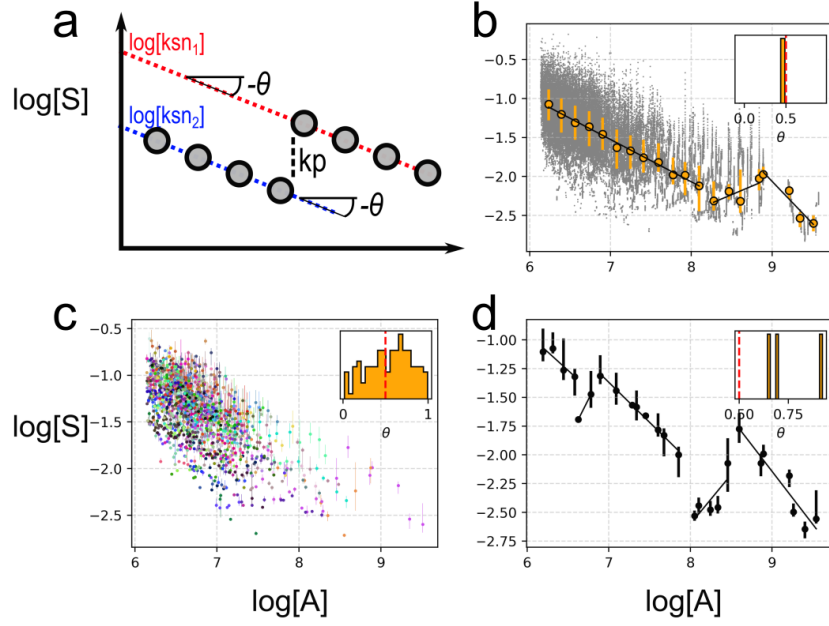 a
log[S]
log[ksn₁]
-θ
log[ksn₂]
kp
-θ
b
-0.5
-1.0
-1.5
-2.0
-2.5
6
7
8
9
0.0
0.5
θ
c
log[S]
-0.5
-1.0
-1.5
-2.0
-2.5
6
7
8
9
0
1
θ
log[A]
d
-1.00
-1.25
-1.50
-1.75
-2.00
-2.25
-2.50
-2.75
6
7
8
9
0.60
0.75
θ
log[A]